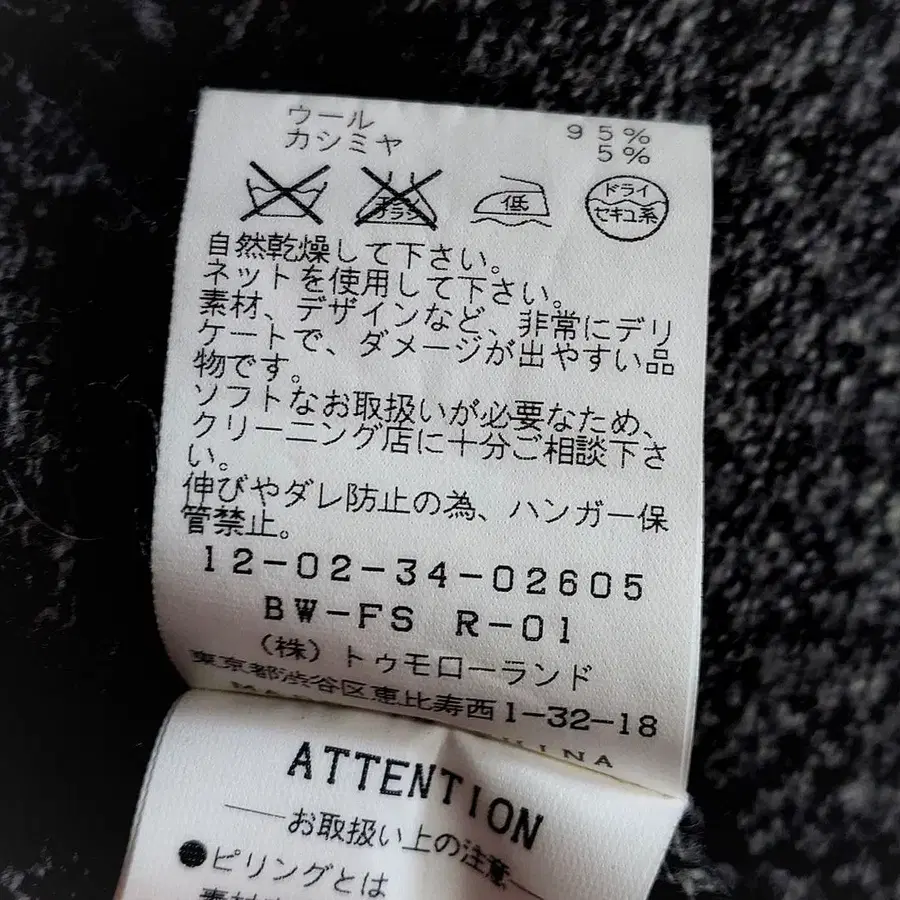 ウール 95%
カシミヤ 5%
エンソ
サラシ
低
ドライ
セキユ系
自然乾燥して下さい。
ネットを使用して下さい。
素材、デザインなど、非常にデリ
ケートで、ダメージが出やすい品
物です。
ソフトなお取扱いが必要なため、
クリーニング店に十分ご相談下さ
い。
伸びやダレ防止の為、ハンガー保
管禁止。
12-02-34-02605
BW-FS R-01
(株)トゥモローランド
東京都渋谷区恵比寿西1-32-18
ATTENTION
お取扱い上の注意
●ピリングとは